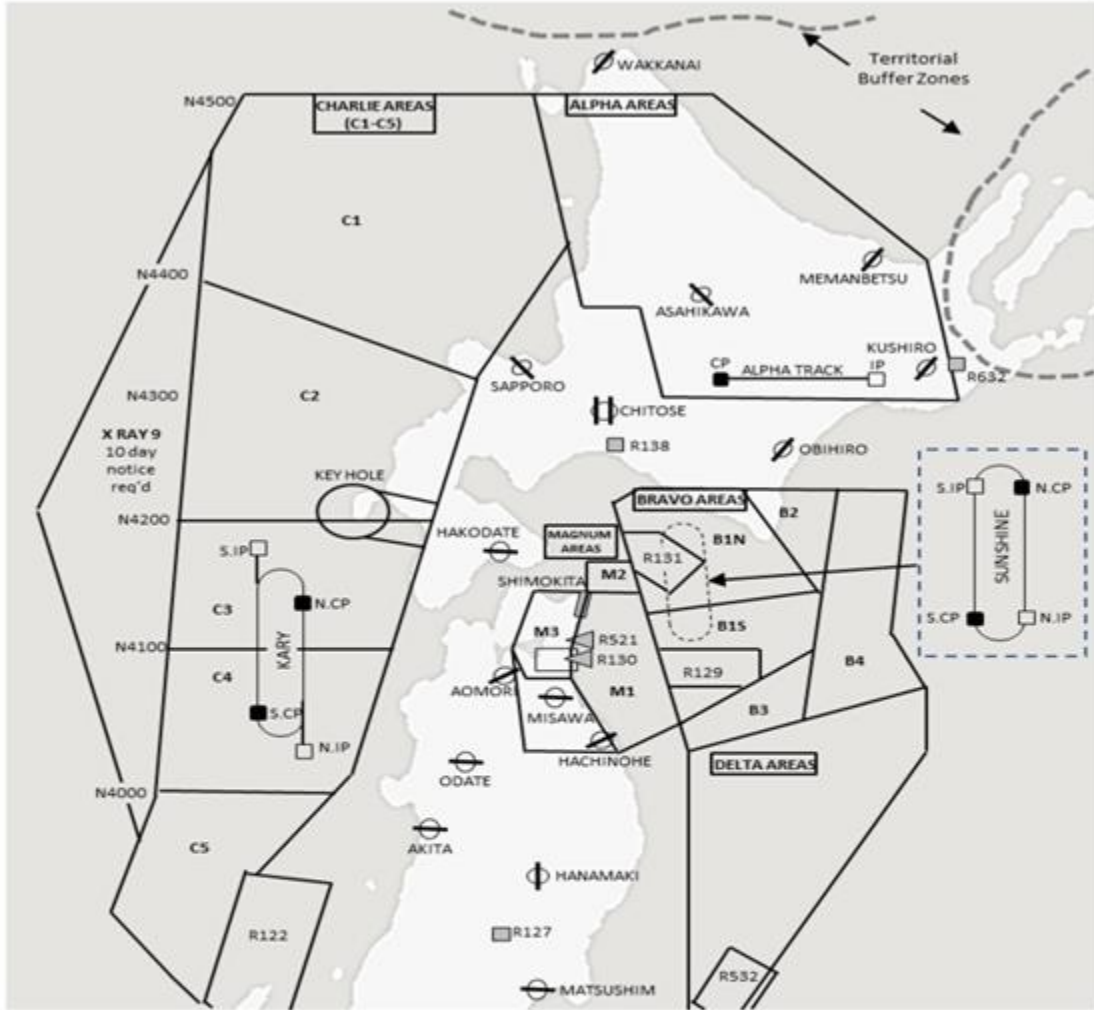 WAKKANAI
Territorial
Buffer Zones
N4500
CHARLIE AREAS
(C1-C5)
ALPHA AREAS
C1
N4400
MEMANBETSU
ASAHIKAWA
KUSHIRO
CP
ALPHA TRACK
IP
R632
SAPPORO
N4300
C2
CHITOSE
X RAY 9
10 day
notice
req'd
R138
OBIHIRO
KEY HOLE
S.IP
N.CP
SUNSHINE
S.CP
N.IP
BRAVO AREAS
B2
N4200
HAKODATE
MAGNUM
AREAS
B1N
R131
S.IP
SHIMOKITA
M2
C3
N.CP
B1S
M3
R521
N4100
KARY
R130
B4
C4
R129
AOMORI
M1
S.CP
MISAWA
B3
N.IP
HACHINOHE
DELTA AREAS
ODATE
N4000
AKITA
C5
HANAMAKI
R122
R127
R532
MATSUSHIM